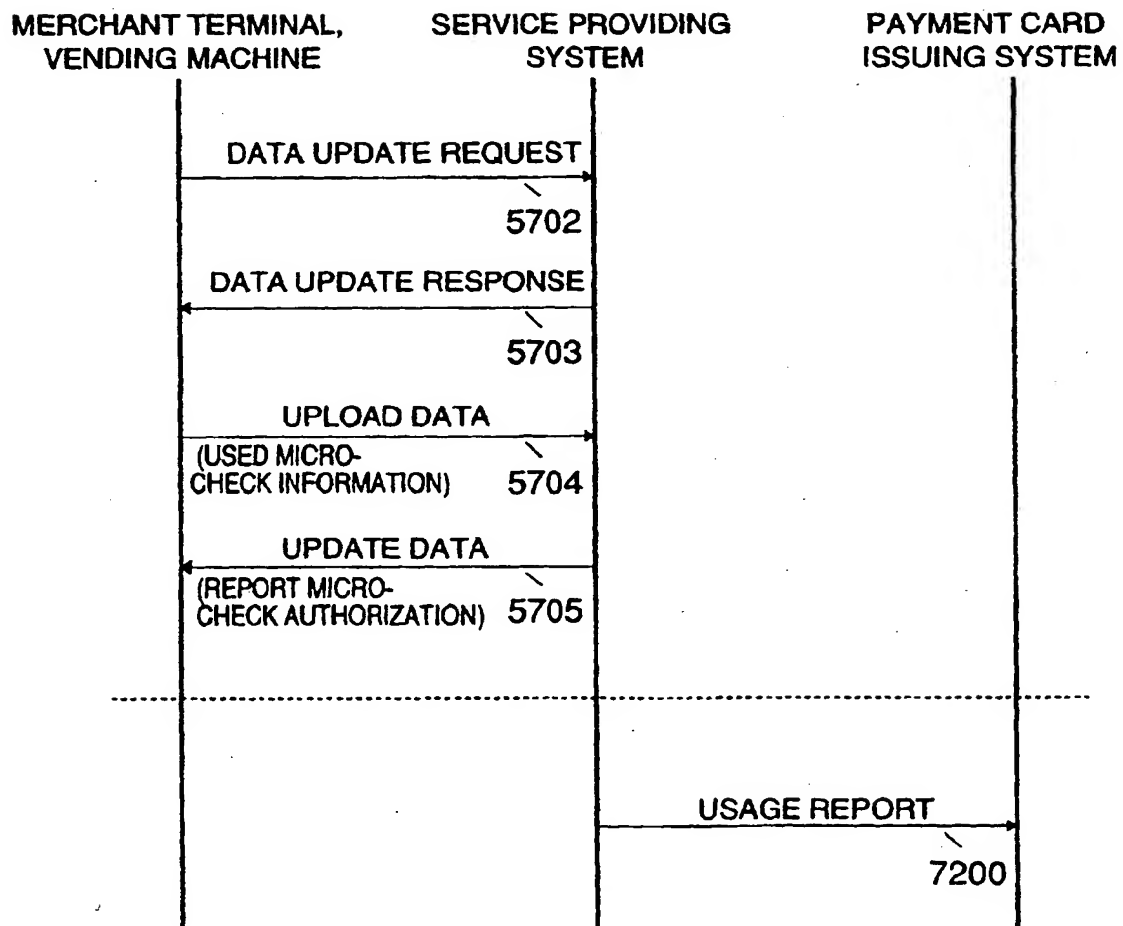 MERCHANT TERMINAL,
VENDING MACHINE
SERVICE PROVIDING
SYSTEM
PAYMENT CARD
ISSUING SYSTEM
DATA UPDATE REQUEST
5702
DATA UPDATE RESPONSE
5703
UPLOAD DATA
(USED MICRO-
CHECK INFORMATION)
5704
UPDATE DATA
(REPORT MICRO-
CHECK AUTHORIZATION)
5705
USAGE REPORT
7200